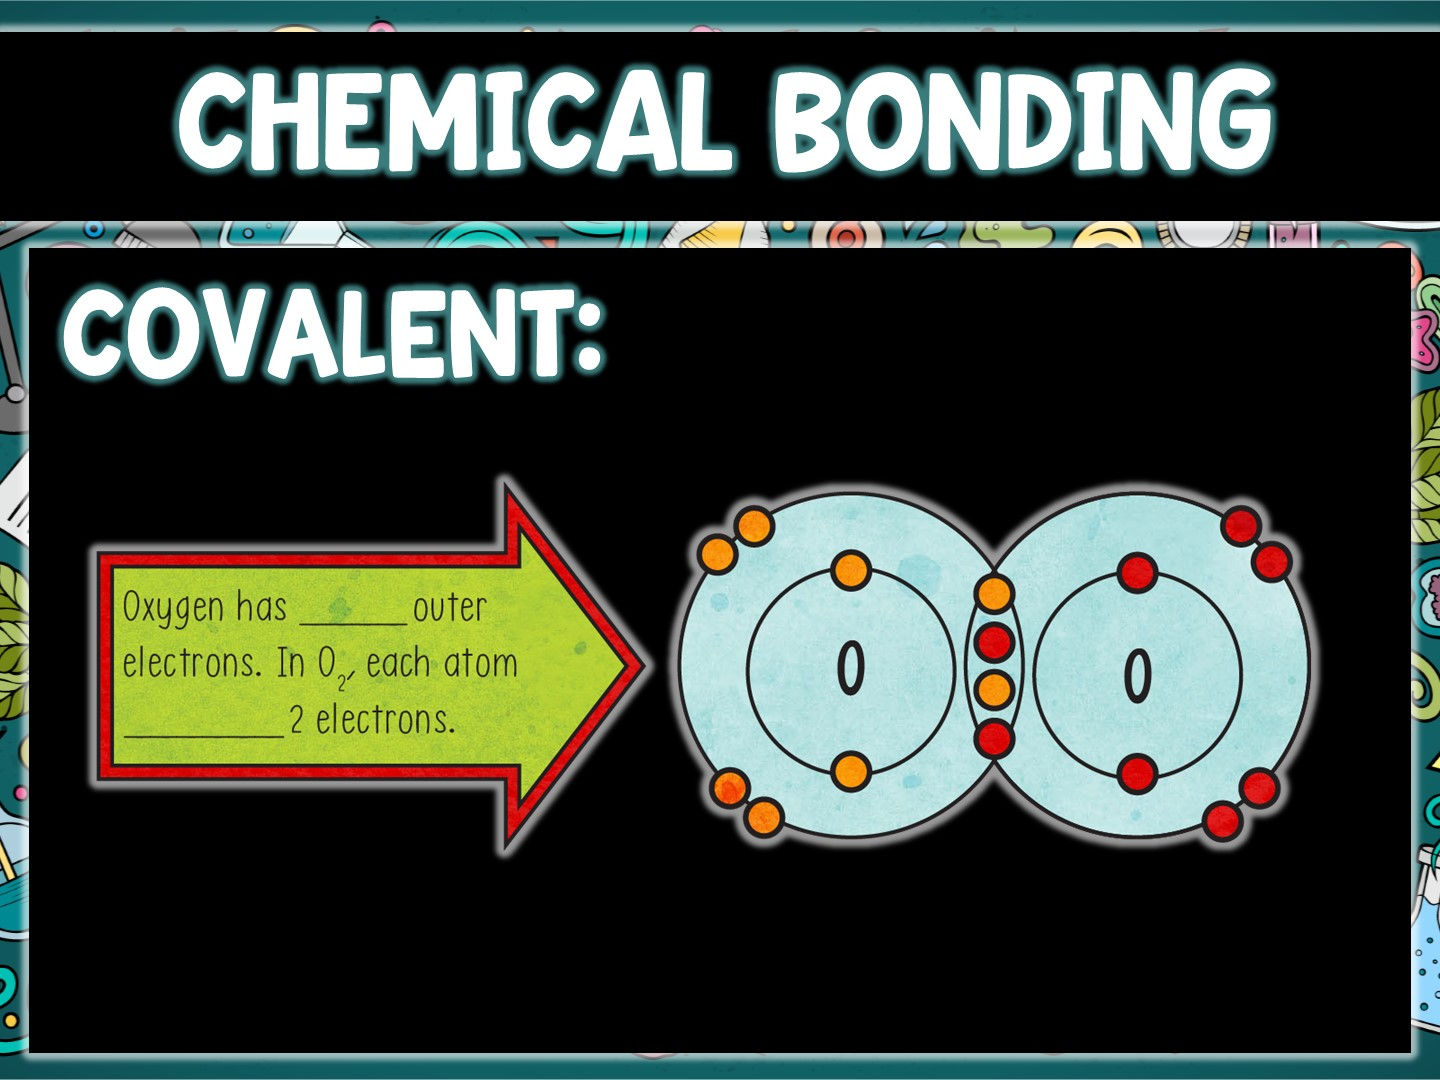 CHEMICAL BONDING
COVALENT:
Oxygen has ______ outer
electrons. In O₂, each atom
_________ 2 electrons.
O
O